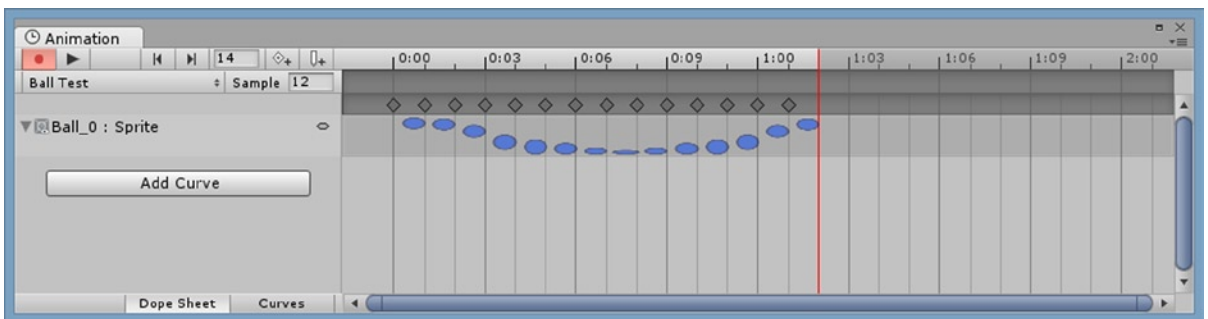 Animation
14 0:00 0:03 0:06 0:09 1:00 1:03 1:06 1:09 2:00
Ball Test Sample 12
Ball_0 : Sprite
Add Curve
Dope Sheet Curves